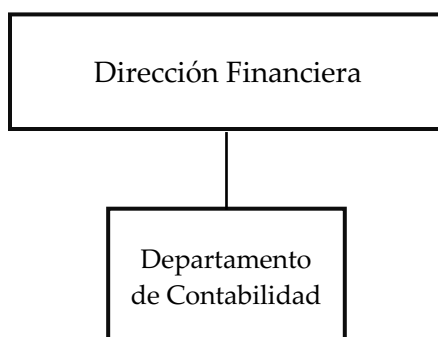 Dirección Financiera
Departamento
de Contabilidad